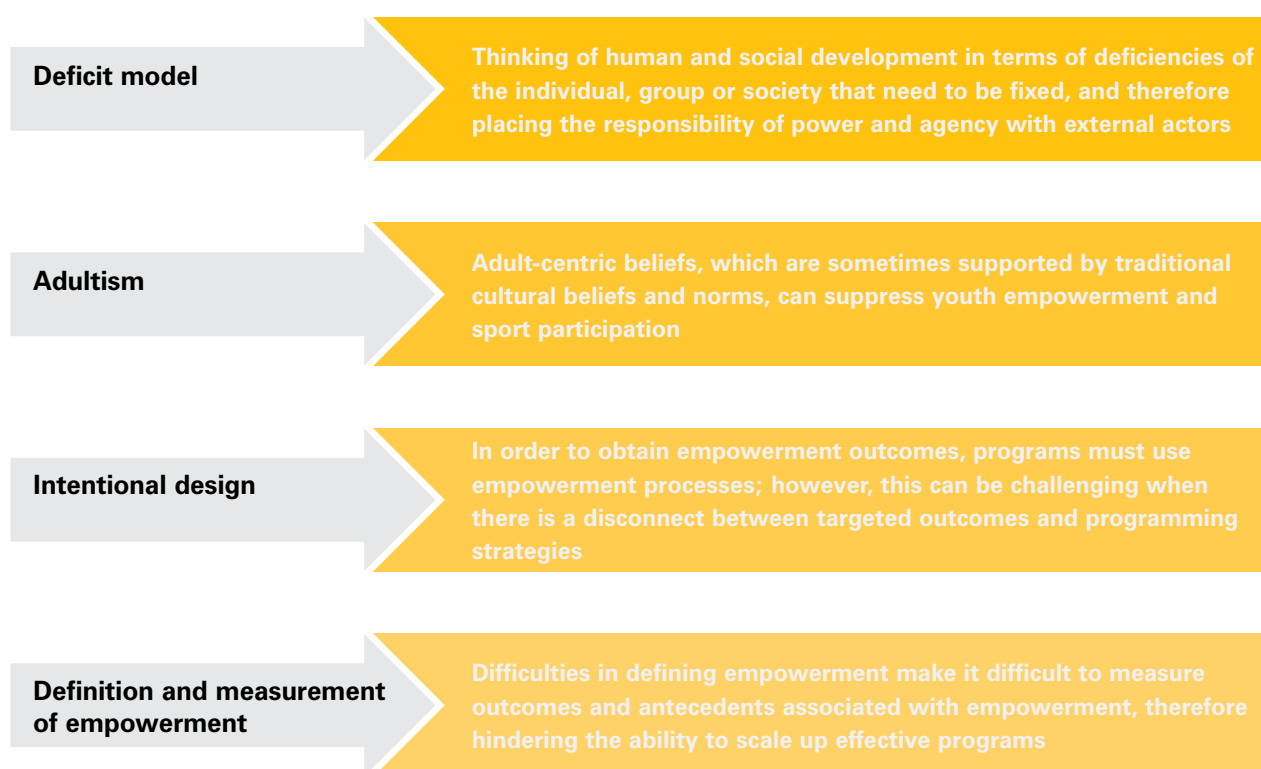 Deficit model
Thinking of human and social development in terms of deficiencies of
the individual, group or society that need to be fixed, and therefore
placing the responsibility of power and agency with external actors
Adultism
Adult-centric beliefs, which are sometimes supported by traditional
cultural beliefs and norms, can suppress youth empowerment and
sport participation
Intentional design
In order to obtain empowerment outcomes, programs must use
empowerment processes; however, this can be challenging when
there is a disconnect between targeted outcomes and programming
strategies
Definition and measurement
of empowerment
Difficulties in defining empowerment make it difficult to measure
outcomes and antecedents associated with empowerment, therefore
hindering the ability to scale up effective programs